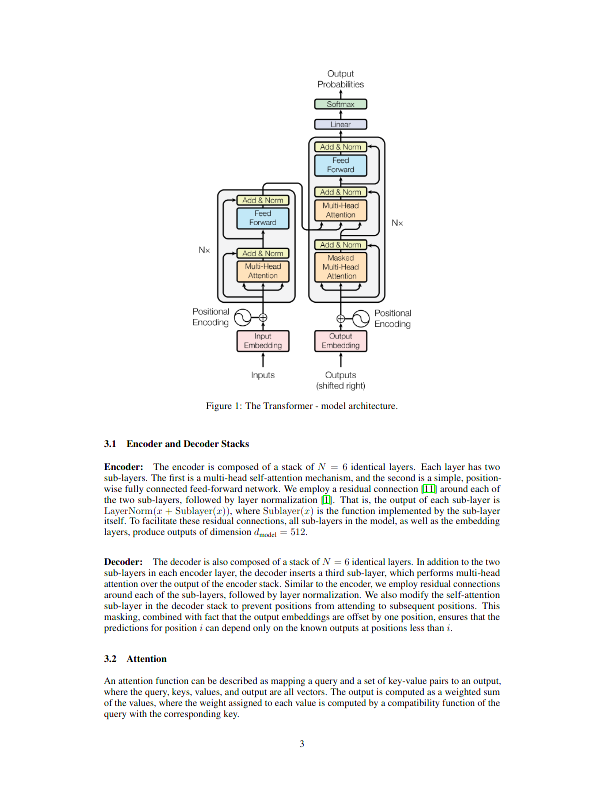 Output
Probabilities
Softmax
Linear
Add & Norm
Feed
Forward
Add & Norm
Multi-Head
Attention
Add & Norm
Masked
Multi-Head
Attention
N×
Add & Norm
Feed
Forward
Add & Norm
Multi-Head
Attention
N×
Positional
Encoding
Positional
Encoding
Input
Embedding
Output
Embedding
Inputs
Outputs
(shifted right)
Figure 1: The Transformer - model architecture.
3.1 Encoder and Decoder Stacks
Encoder: The encoder is composed of a stack of N = 6 identical layers. Each layer has two
sub-layers. The first is a multi-head self-attention mechanism, and the second is a simple, position-
wise fully connected feed-forward network. We employ a residual connection [11] around each of
the two sub-layers, followed by layer normalization [1]. That is, the output of each sub-layer is
LayerNorm(x + Sublayer(x)), where Sublayer(x) is the function implemented by the sub-layer
itself. To facilitate these residual connections, all sub-layers in the model, as well as the embedding
layers, produce outputs of dimension d_model = 512.
Decoder: The decoder is also composed of a stack of N = 6 identical layers. In addition to the two
sub-layers in each encoder layer, the decoder inserts a third sub-layer, which performs multi-head
attention over the output of the encoder stack. Similar to the encoder, we employ residual connections
around each of the sub-layers, followed by layer normalization. We also modify the self-attention
sub-layer in the decoder stack to prevent positions from attending to subsequent positions. This
masking, combined with fact that the output embeddings are offset by one position, ensures that the
predictions for position i can depend only on the known outputs at positions less than i.
3.2 Attention
An attention function can be described as mapping a query and a set of key-value pairs to an output,
where the query, keys, values, and output are all vectors. The output is computed as a weighted sum
of the values, where the weight assigned to each value is computed by a compatibility function of the
query with the corresponding key.
3